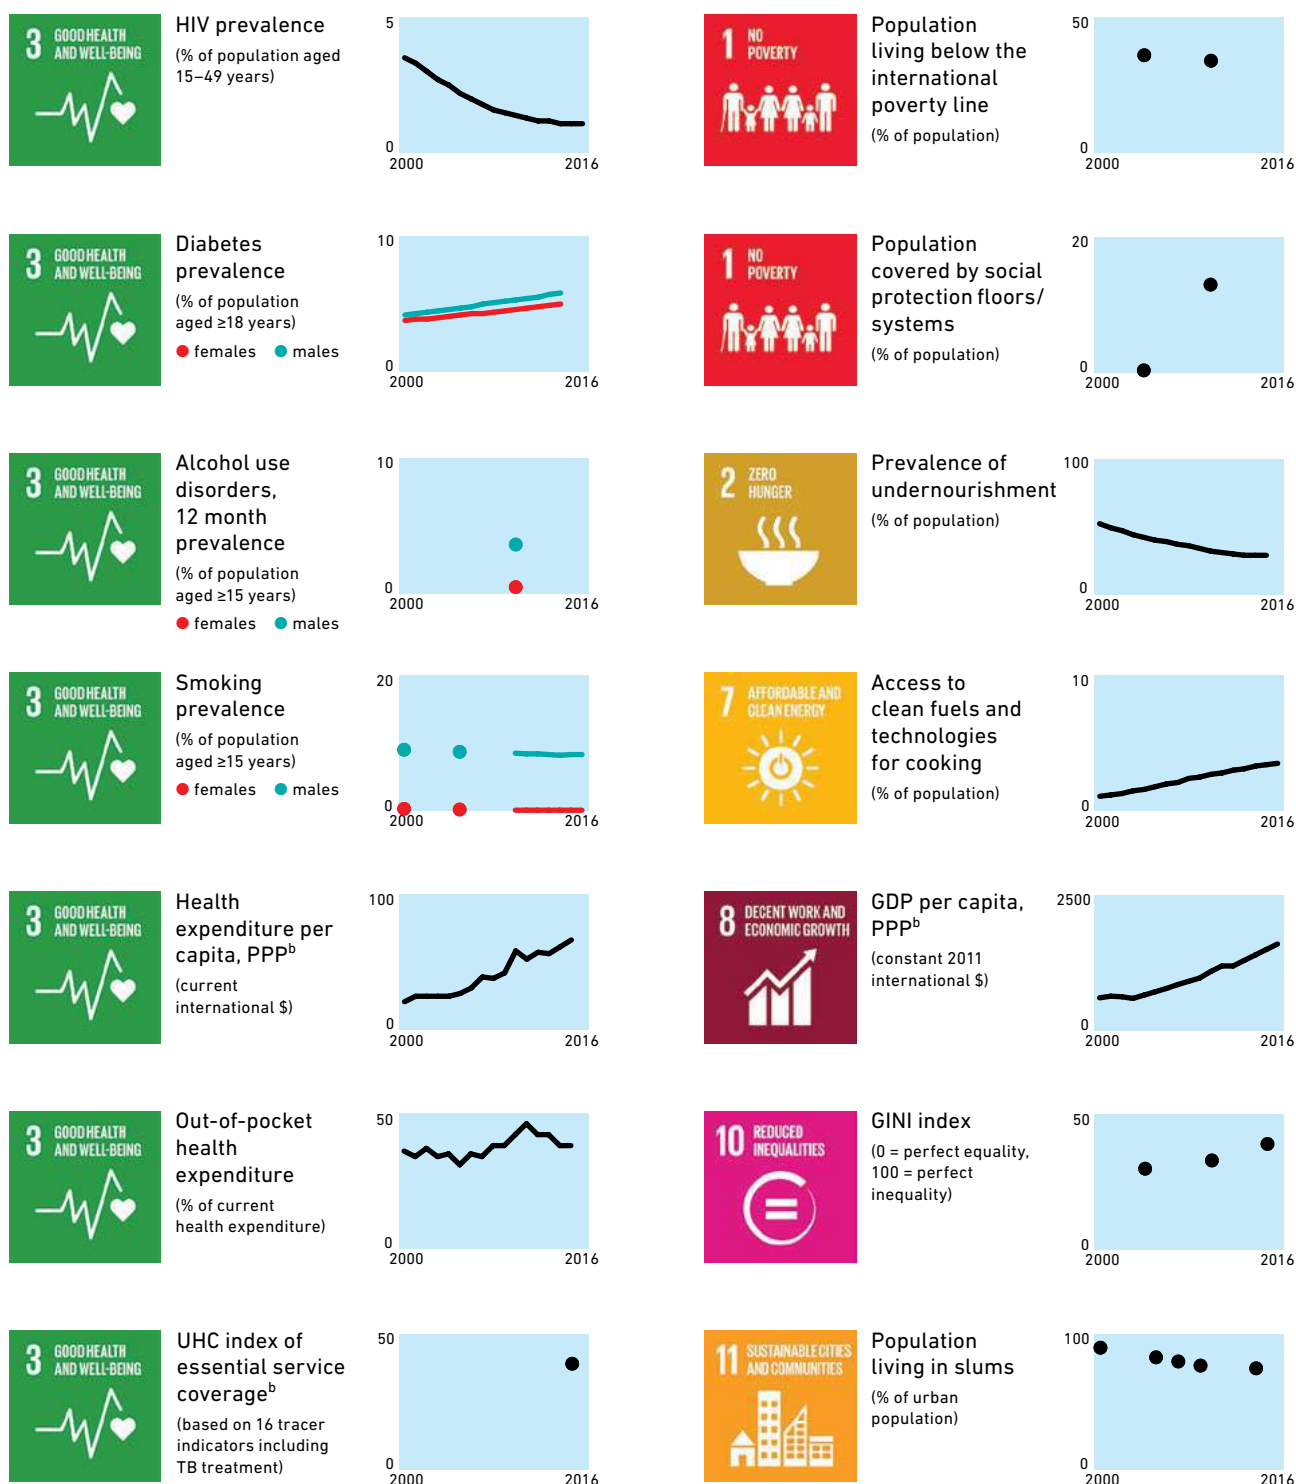 3 GOOD HEALTH
AND WELL-BEING
HIV prevalence
(% of population aged
15–49 years)
5
0
2000 2016
1 NO
POVERTY
Population
living below the
international
poverty line
(% of population)
50
0
2000 2016
3 GOOD HEALTH
AND WELL-BEING
Diabetes
prevalence
(% of population
aged ≥18 years)
females males
10
0
2000 2016
1 NO
POVERTY
Population
covered by social
protection floors/
systems
(% of population)
20
0
2000 2016
3 GOOD HEALTH
AND WELL-BEING
Alcohol use
disorders,
12 month
prevalence
(% of population
aged ≥15 years)
females males
10
0
2000 2016
2 ZERO
HUNGER
Prevalence of
undernourishment
(% of population)
100
0
2000 2016
3 GOOD HEALTH
AND WELL-BEING
Smoking
prevalence
(% of population
aged ≥15 years)
females males
20
0
2000 2016
7 AFFORDABLE AND
CLEAN ENERGY
Access to
clean fuels and
technologies
for cooking
(% of population)
10
0
2000 2016
3 GOOD HEALTH
AND WELL-BEING
Health
expenditure per
capita, PPPb
(current
international $)
100
0
2000 2016
8 DECENT WORK AND
ECONOMIC GROWTH
GDP per capita,
PPPb
(constant 2011
international $)
2500
0
2000 2016
3 GOOD HEALTH
AND WELL-BEING
Out-of-pocket
health
expenditure
(% of current
health expenditure)
50
0
2000 2016
10 REDUCED
INEQUALITIES
GINI index
(0 = perfect equality,
100 = perfect
inequality)
50
0
2000 2016
3 GOOD HEALTH
AND WELL-BEING
UHC index of
essential service
coverageb
(based on 16 tracer
indicators including
TB treatment)
50
0
2000 2016
11 SUSTAINABLE CITIES
AND COMMUNITIES
Population
living in slums
(% of urban
population)
100
0
2000 2016